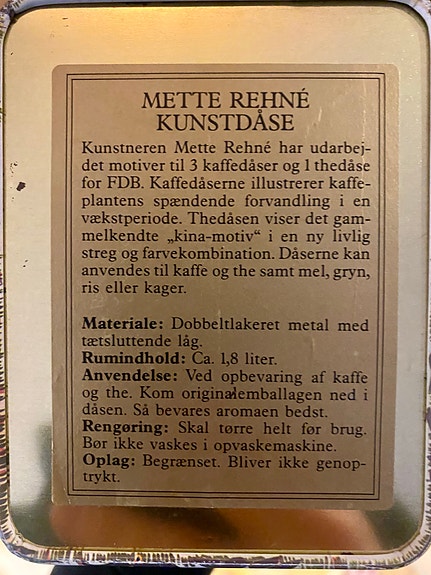 METTE REHNÉ
KUNSTDÅSE
Kunstneren Mette Rehné har udarbej-
det motiver til 3 kaffedåser og 1 thedåse
for FDB. Kaffedåserne illustrerer kaffe-
plantens spændende forvandling i en
vækstperiode. Thedåsen viser det gam-
melkendte „kina-motiv“ i en ny livlig
streg og farvekombination. Dåserne kan
anvendes til kaffe og the samt mel, gryn,
ris eller kager.
Materiale: Dobbeltlakeret metal med
tætsluttende låg.
Rumindhold: Ca. 1,8 liter.
Anvendelse: Ved opbevaring af kaffe
og the. Kom originalemballagen ned i
dåsen. Så bevares aromaen bedst.
Rengøring: Skal tørre helt før brug.
Bør ikke vaskes i opvaskemaskine.
Oplag: Begrænset. Bliver ikke genop-
trykt.